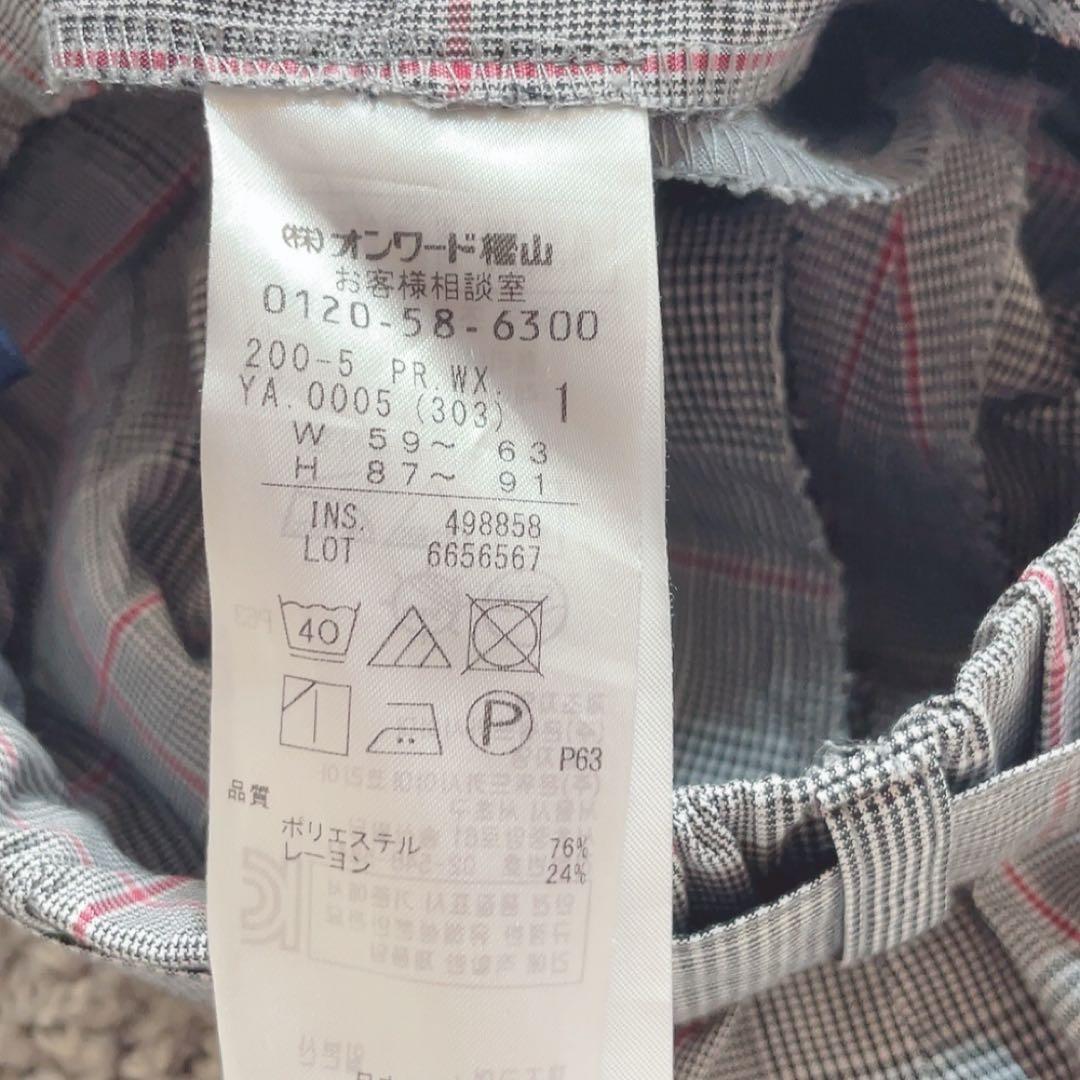 ㈱オンワード樫山
お客様相談室
0120-58-6300
200-5 PR.WX.
YA.0005 (303) 1
W 59～ 63
H 87～ 91
INS. 498858
LOT 6656567
40
P
P63
品質
ポリエステル 76%
レーヨン 24%